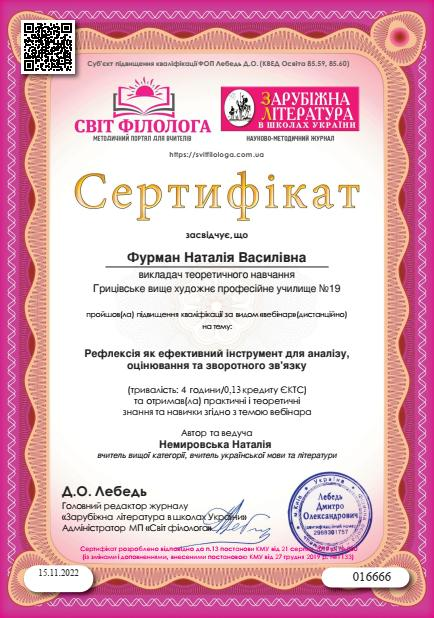 Суб'єкт підвищення кваліфікації ФОП Лебедь Д.О. (КВЕД Освіта 85.59, 85.60)
СВІТ ФІЛОЛОГА
МЕТОДИЧНИЙ ПОРТАЛ ДЛЯ ВЧИТЕЛІВ
ЗАРУБІЖНА
ЛІТЕРАТУРА
В ШКОЛАХ УКРАЇНИ
НАУКОВО-МЕТОДИЧНИЙ ЖУРНАЛ
https://svitfilologa.com.ua
Сертифікат
засвідчує, що
Фурман Наталія Василівна
викладач теоретичного навчання
Грицівське вище художнє професійне училище №19
пройшов(ла) підвищення кваліфікації за видом «вебінар»(дистанційно)
на тему:
Рефлексія як ефективний інструмент для аналізу,
оцінювання та зворотного зв'язку
(тривалість: 4 години/0,13 кредиту ЄКТС)
та отримав(ла) практичні і теоретичні
знання та навички згідно з темою вебінара
Автор та ведуча
Немировська Наталія
вчитель вищої категорії, вчитель української мови та літератури
Д.О. Лебедь
Головний редактор журналу
«Зарубіжна література в школах України»
Адміністратор МП «Світ філолога»
Україна
м.Київ
Лебедь
Дмитро
Олександрович
ідентифікаційний номер
2968301757
Сертифікат розроблено відповідно до п.13 постанови КМУ від 21 серпня
(із змінами і доповненнями, внесеними постановою КМУ від 27 грудня 2019 р. №1133)
15.11.2022
016666